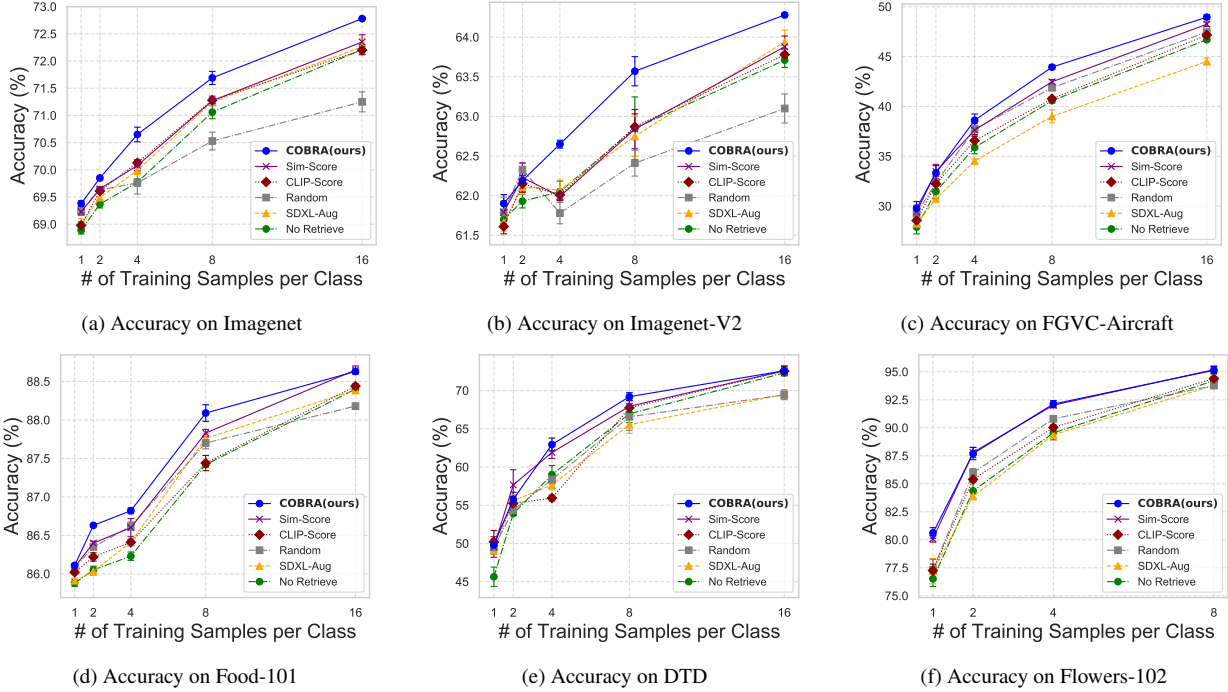 73.0
72.5
72.0
71.5
71.0
70.5
70.0
69.5
69.0
Accuracy (%)
COBRA(ours)
Sim-Score
CLIP-Score
Random
SDXL-Aug
No Retrieve
1 2 4 8 16
# of Training Samples per Class
(a) Accuracy on Imagenet
64.0
63.5
63.0
62.5
62.0
61.5
Accuracy (%)
COBRA(ours)
Sim-Score
CLIP-Score
Random
SDXL-Aug
No Retrieve
1 2 4 8 16
# of Training Samples per Class
(b) Accuracy on Imagenet-V2
50
45
40
35
30
Accuracy (%)
COBRA(ours)
Sim-Score
CLIP-Score
Random
SDXL-Aug
No Retrieve
1 2 4 8 16
# of Training Samples per Class
(c) Accuracy on FGVC-Aircraft
88.5
88.0
87.5
87.0
86.5
86.0
Accuracy (%)
COBRA(ours)
Sim-Score
CLIP-Score
Random
SDXL-Aug
No Retrieve
1 2 4 8 16
# of Training Samples per Class
(d) Accuracy on Food-101
70
65
60
55
50
45
Accuracy (%)
COBRA(ours)
Sim-Score
CLIP-Score
Random
SDXL-Aug
No Retrieve
1 2 4 8 16
# of Training Samples per Class
(e) Accuracy on DTD
95.0
92.5
90.0
87.5
85.0
82.5
80.0
77.5
75.0
Accuracy (%)
COBRA(ours)
Sim-Score
CLIP-Score
Random
SDXL-Aug
No Retrieve
1 2 4 8
# of Training Samples per Class
(f) Accuracy on Flowers-102